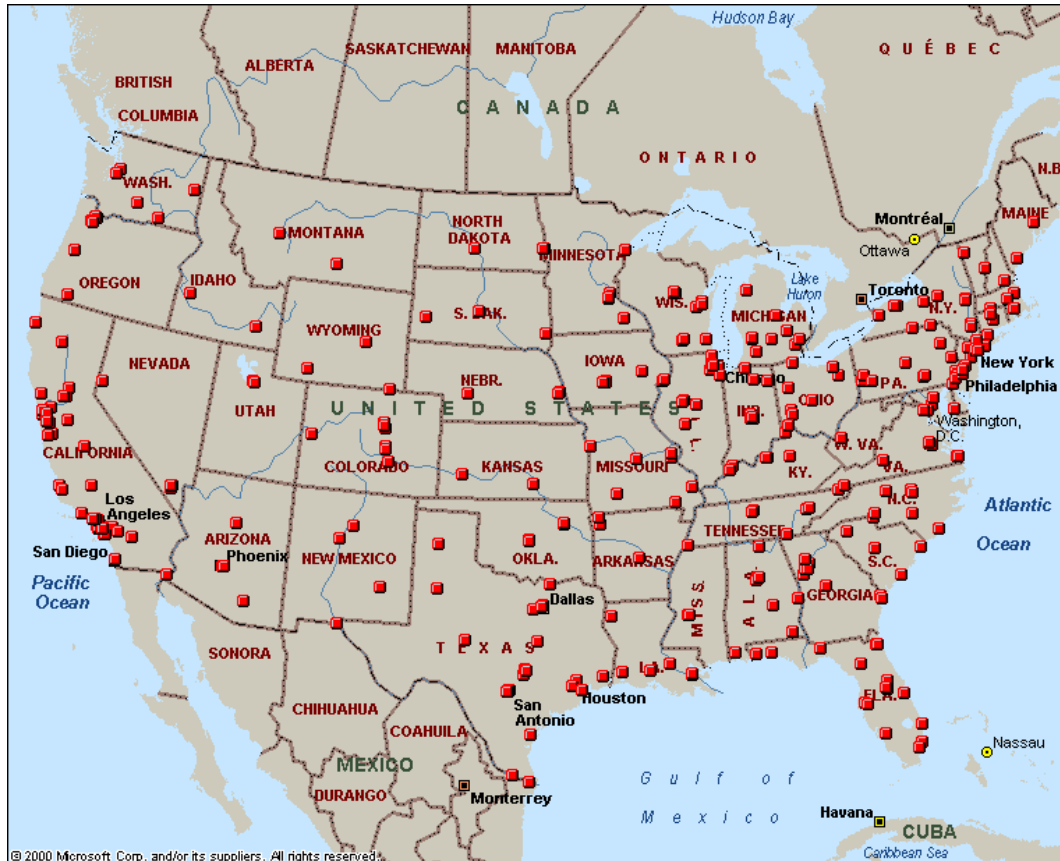 Hudson Bay
QUÉBEC
SASKATCHEWAN
MANITOBA
ALBERTA
BRITISH
COLUMBIA
CANADA
ONTARIO
N.B
WASH.
MAINE
Montréal
Ottawa
MONTANA
NORTH
DAKOTA
MINNESOTA
OREGON
IDAHO
Lake
Huron
Toronto
WIS.
MICHIGAN
N.Y.
S. DAK.
WYOMING
NEVADA
IOWA
New York
NEBR.
PA.
Philadelphia
UTAH
UNITED STATES
IND.
OHIO
Washington,
D.C.
CALIFORNIA
COLORADO
KANSAS
MISSOURI
W. VA.
KY.
VA.
Los
Angeles
N.C.
Atlantic
Ocean
ARIZONA
TENNESSEE
San Diego
Phoenix
NEW MEXICO
OKLA.
ARKANSAS
S.C.
Pacific
Ocean
Dallas
MISS.
ALA.
GEORGIA
SONORA
TEXAS
LA.
Houston
FLA.
San
Antonio
CHIHUAHUA
COAHUILA
Nassau
MEXICO
Gulf of
Mexico
DURANGO
Monterrey
Havana
CUBA
Caribbean Sea
© 2000 Microsoft Corp. and/or its suppliers. All rights reserved.